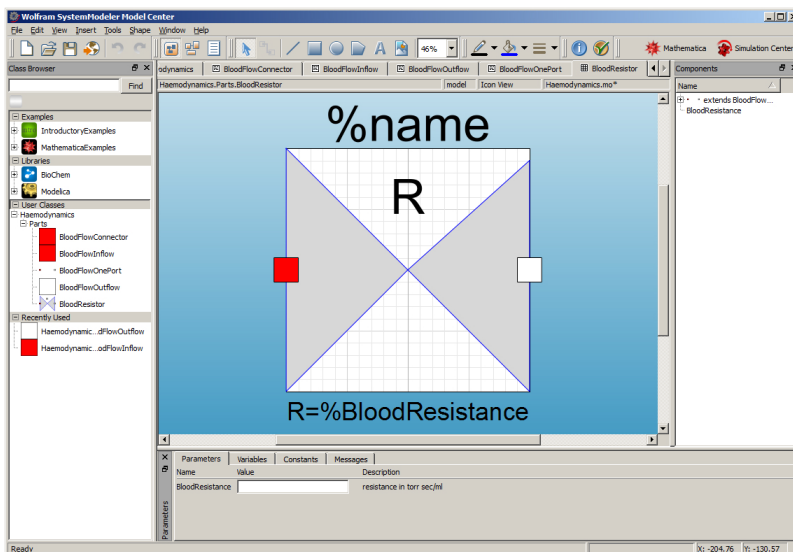 Wolfram SystemModeler Model Center
File Edit View Insert Tools Shape Window Help
46%
Mathematica
Simulation Center
Class Browser
odynamics
BloodFlowConnector
BloodFlowInflow
BloodFlowOutflow
BloodFlowOnePort
BloodResistor
Components
Find
Haemodynamics.Parts.BloodResistor
model
Icon View
Haemodynamics.mo*
Name
extends BloodFlow...
BloodResistance
Examples
IntroductoryExamples
MathematicaExamples
Libraries
BioChem
Modelica
User Classes
Haemodynamics
Parts
BloodFlowConnector
BloodFlowInflow
BloodFlowOnePort
BloodFlowOutflow
BloodResistor
Recently Used
Haemodynamic...dFlowOutflow
Haemodynamic...odFlowInflow
%name
R
R=%BloodResistance
Parameters
Variables
Constants
Messages
Name
Value
Description
BloodResistance
resistance in torr sec/ml
Parameters
Ready
X: -204.76
Y: -130.57